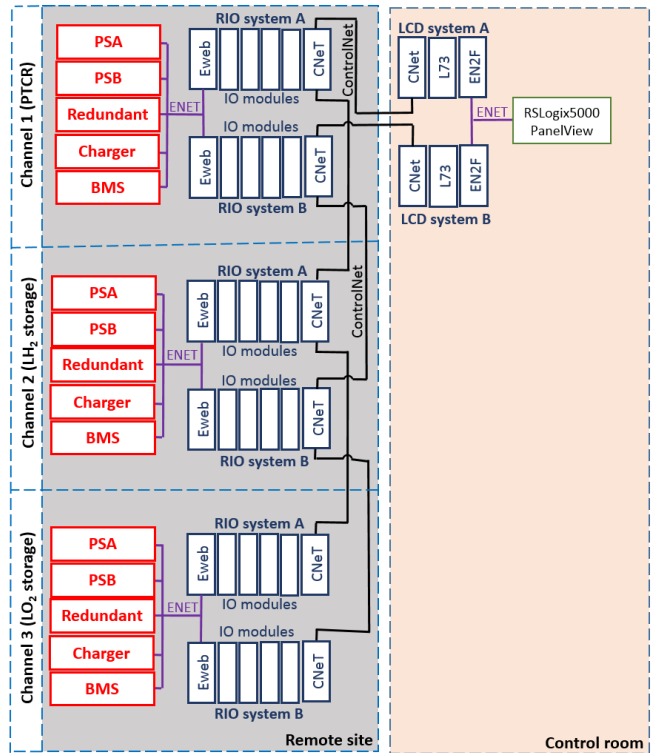 Channel 1 (PTCR)
PSA
PSB
Redundant
Charger
BMS
ENET
RIO system A
Eweb
CNeT
IO modules
IO modules
Eweb
CNeT
RIO system B
ControlNet
LCD system A
CNet
L73
EN2F
ENET
RSLogix5000
PanelView
CNet
L73
EN2F
LCD system B
Channel 2 (LH₂ storage)
PSA
PSB
Redundant
Charger
BMS
ENET
RIO system A
Eweb
CNeT
IO modules
IO modules
Eweb
CNeT
RIO system B
ControlNet
Channel 3 (LO₂ storage)
PSA
PSB
Redundant
Charger
BMS
ENET
RIO system A
Eweb
CNeT
IO modules
IO modules
Eweb
CNeT
RIO system B
Remote site
Control room